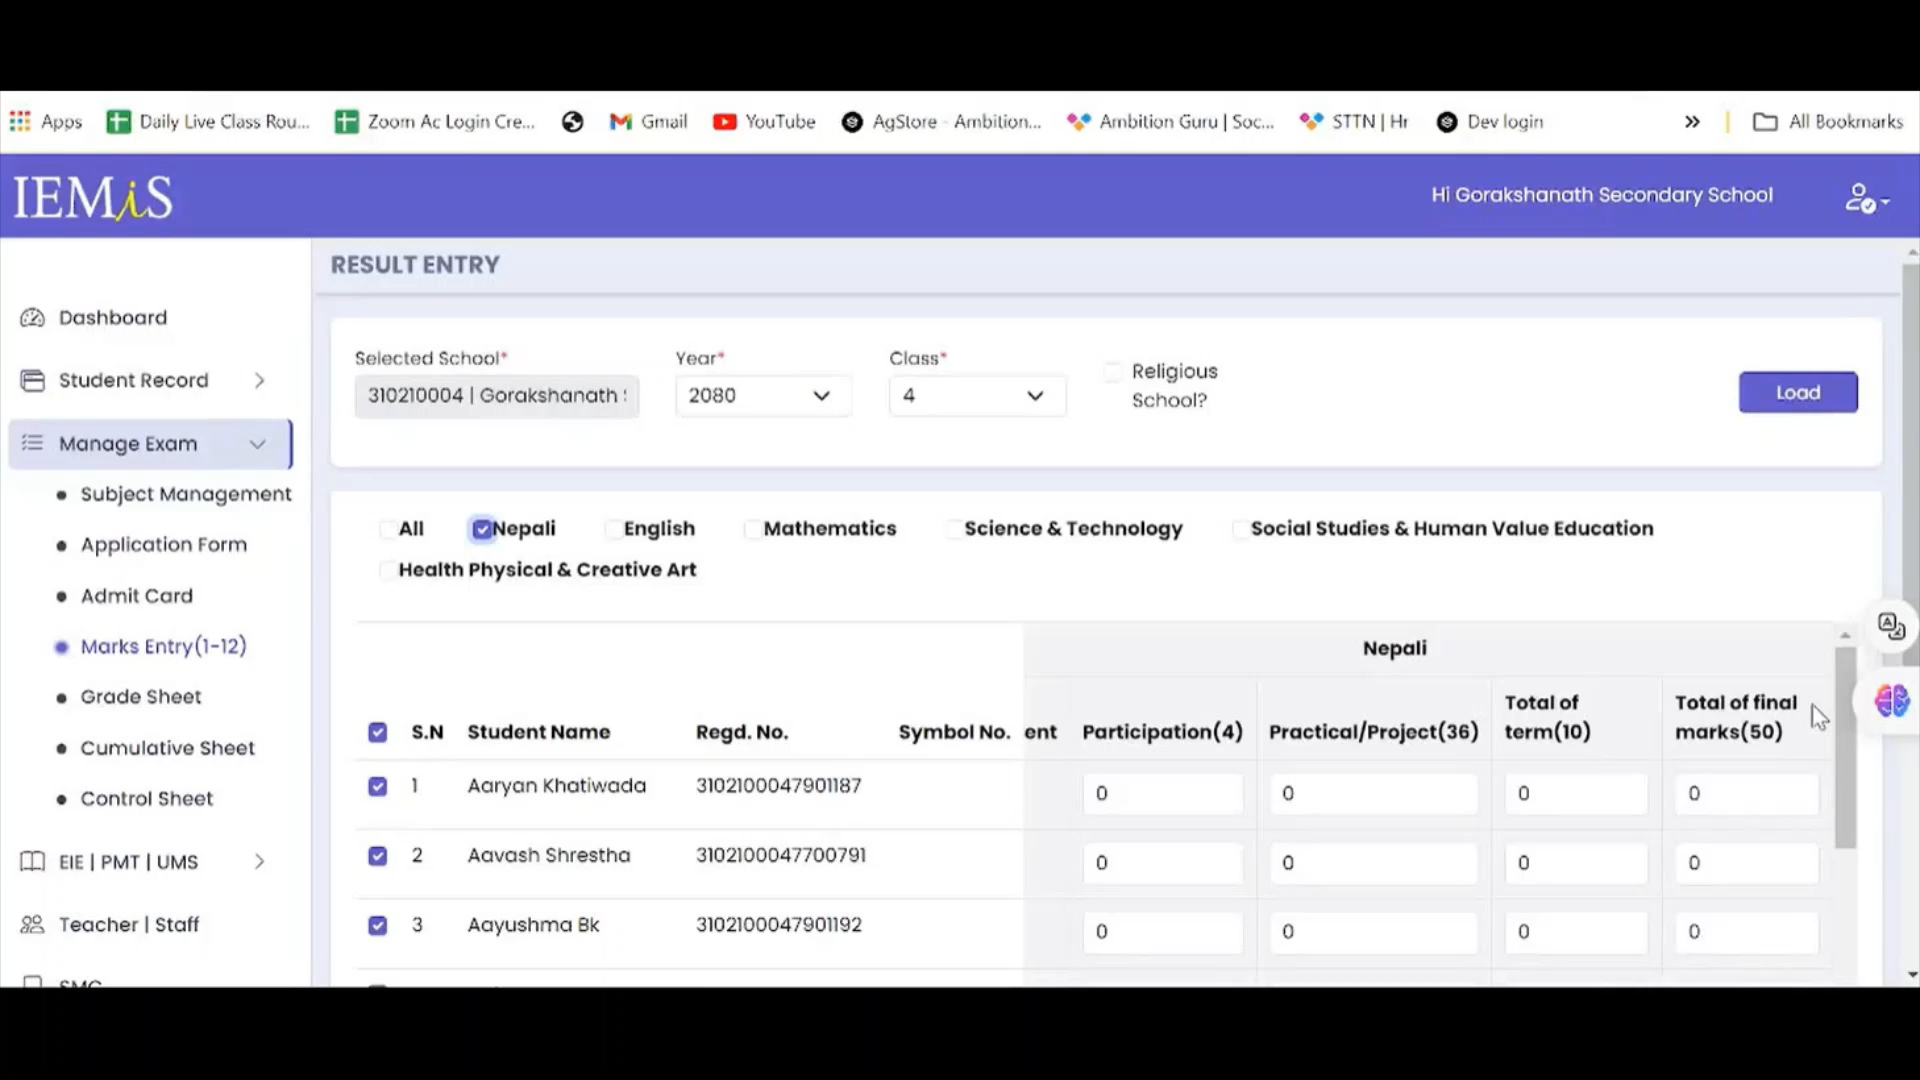 Apps Daily Live Class Rou... Zoom Ac Login Cre... Gmail YouTube AgStore - Ambition... Ambition Guru | Soc... STTN | Hr Dev login » All Bookmarks
IEMiS Hi Gorakshanath Secondary School
RESULT ENTRY
Dashboard
Student Record
Manage Exam
Subject Management
Application Form
Admit Card
Marks Entry(1-12)
Grade Sheet
Cumulative Sheet
Control Sheet
EIE | PMT | UMS
Teacher | Staff
Selected School* Year* Class* Religious School?
310210004 | Gorakshanath 2080 4 Load
All Nepali English Mathematics Science & Technology Social Studies & Human Value Education
Health Physical & Creative Art
Nepali
S.N Student Name Regd. No. Symbol No. ent Participation(4) Practical/Project(36) Total of term(10) Total of final marks(50)
1 Aaryan Khatiwada 3102100047901187 0 0 0 0
2 Aavash Shrestha 3102100047700791 0 0 0 0
3 Aayushma Bk 3102100047901192 0 0 0 0